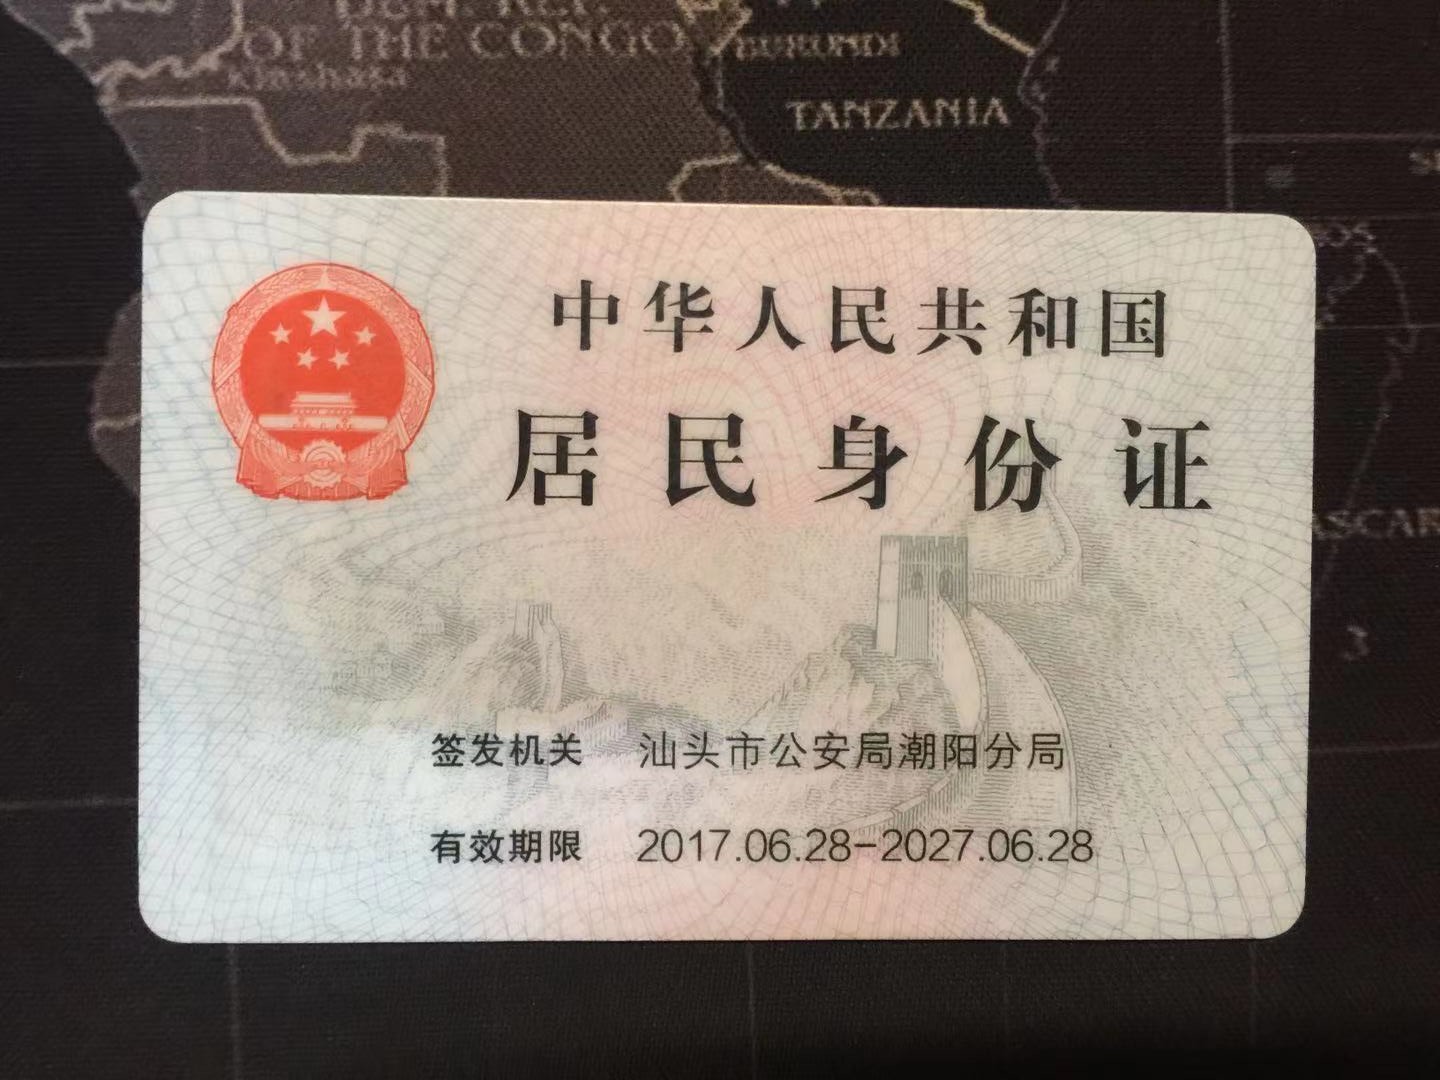 DEM. REP.
OF THE CONGO
Kinshasa
BURUNDI
TANZANIA
中华人民共和国
居民身份证
签发机关 汕头市公安局潮阳分局
有效期限 2017.06.28-2027.06.28
3